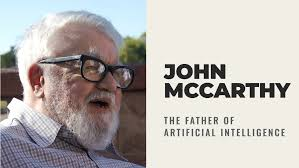 JOHN
MCCARTHY
THE FATHER OF
ARTIFICIAL INTELLIGENCE